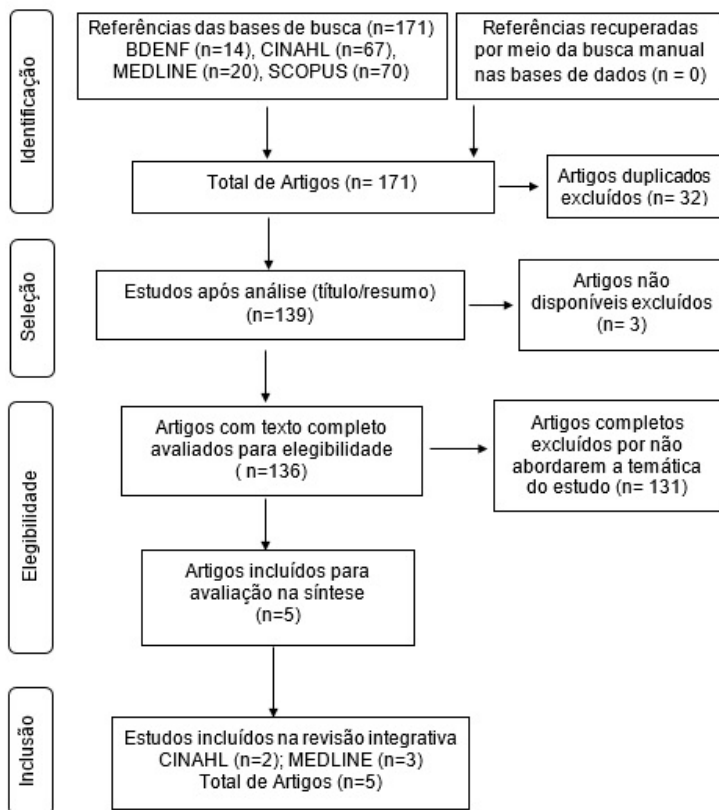 Identificação
Referências das bases de busca (n=171)
BDENF (n=14), CINAHL (n=67),
MEDLINE (n=20), SCOPUS (n=70)
Referências recuperadas
por meio da busca manual
nas bases de dados (n = 0)
Total de Artigos (n= 171)
Artigos duplicados
excluídos (n= 32)
Seleção
Estudos após análise (título/resumo)
(n=139)
Artigos não
disponíveis excluídos
(n= 3)
Elegibilidade
Artigos com texto completo
avaliados para elegibilidade
( n=136)
Artigos completos
excluídos por não
abordarem a temática
do estudo (n= 131)
Artigos incluídos para
avaliação na síntese
(n=5)
Inclusão
Estudos incluídos na revisão integrativa
CINAHL (n=2); MEDLINE (n=3)
Total de Artigos (n=5)